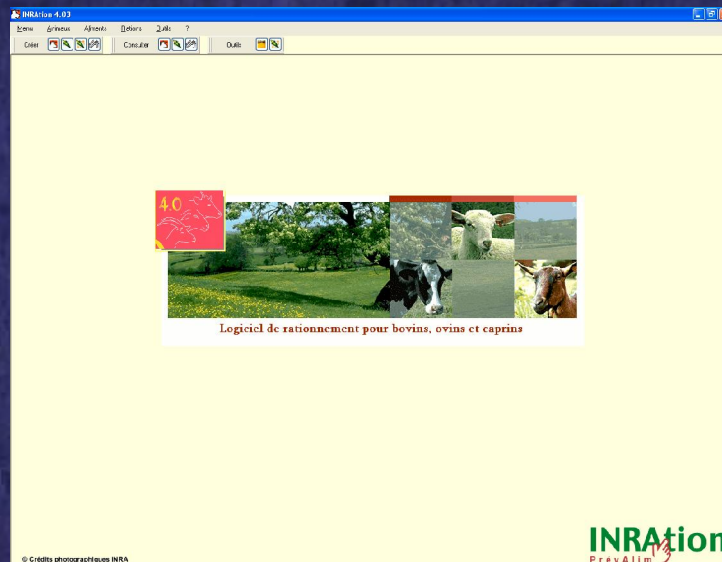 INRAtion 4.03
Menu Animaux Aliments Rations Outils ?
Créer Consulter Outils
4.0
Logiciel de rationnement pour bovins, ovins et caprins
INRAtion
PrévAlim
© Crédits photographiques INRA